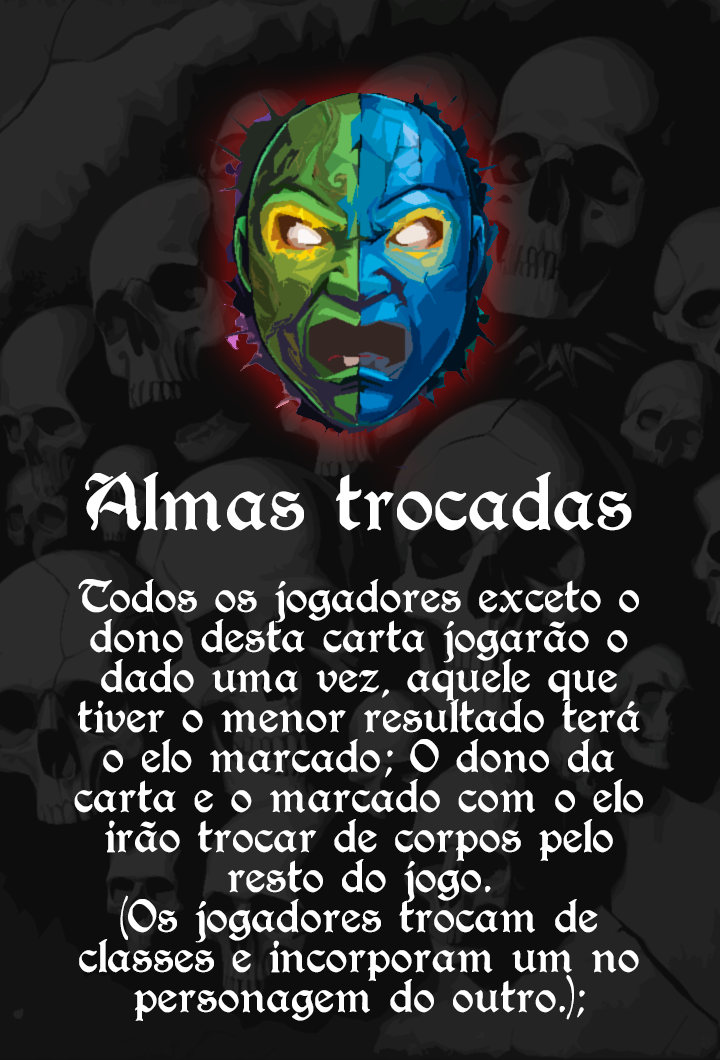 Almas trocadas
Todos os jogadores exceto o
dono desta carta jogarão o
dado uma vez, aquele que
tiver o menor resultado terá
o elo marcado; O dono da
carta e o marcado com o elo
irão trocar de corpos pelo
resto do jogo.
(Os jogadores trocam de
classes e incorporam um no
personagem do outro.);